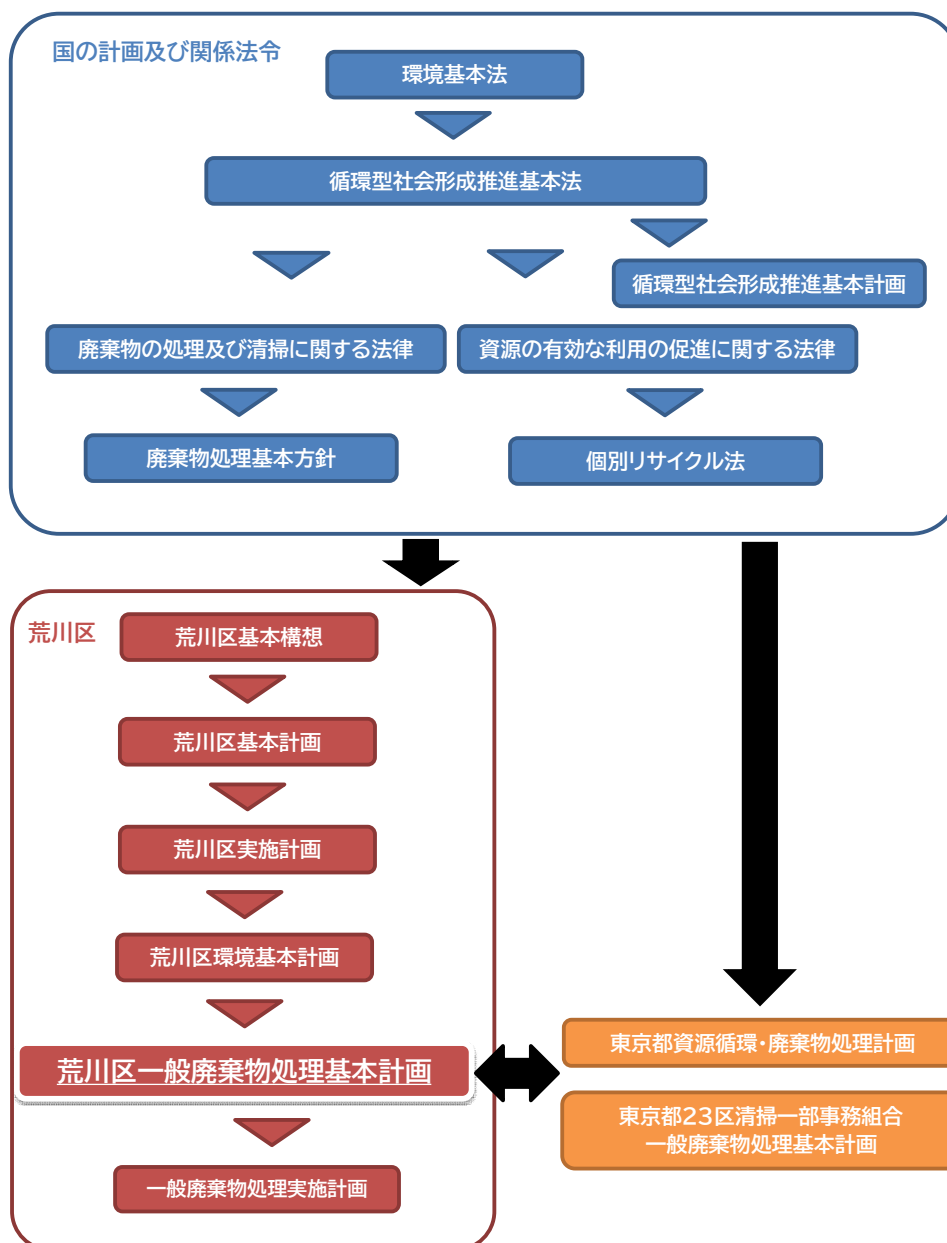 国の計画及び関係法令
環境基本法
循環型社会形成推進基本法
循環型社会形成推進基本計画
廃棄物の処理及び清掃に関する法律
資源の有効な利用の促進に関する法律
廃棄物処理基本方針
個別リサイクル法
荒川区
荒川区基本構想
荒川区基本計画
荒川区実施計画
荒川区環境基本計画
荒川区一般廃棄物処理基本計画
東京都資源循環・廃棄物処理計画
東京都23区清掃一部事務組合
一般廃棄物処理基本計画
一般廃棄物処理実施計画